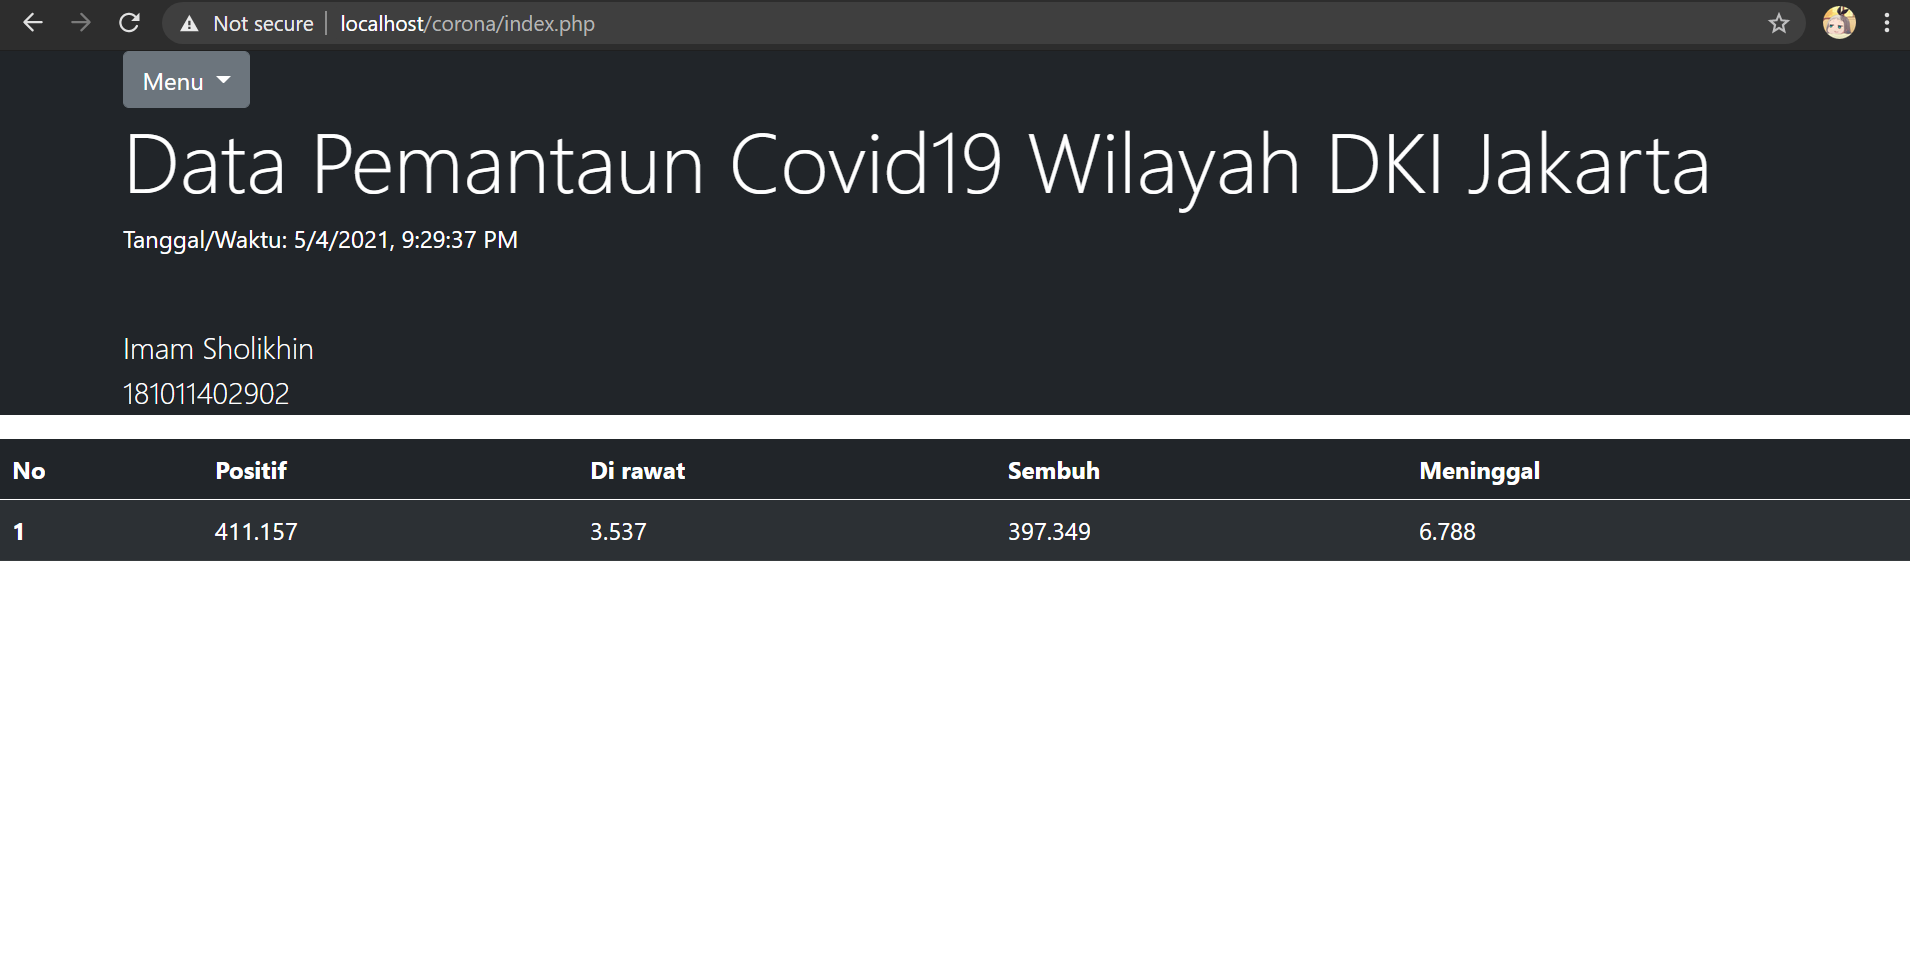 Not secure localhost/corona/index.php
Menu
Data Pemantaun Covid19 Wilayah DKI Jakarta
Tanggal/Waktu: 5/4/2021, 9:29:37 PM
Imam Sholikhin
181011402902
No Positif Di rawat Sembuh Meninggal
1 411.157 3.537 397.349 6.788